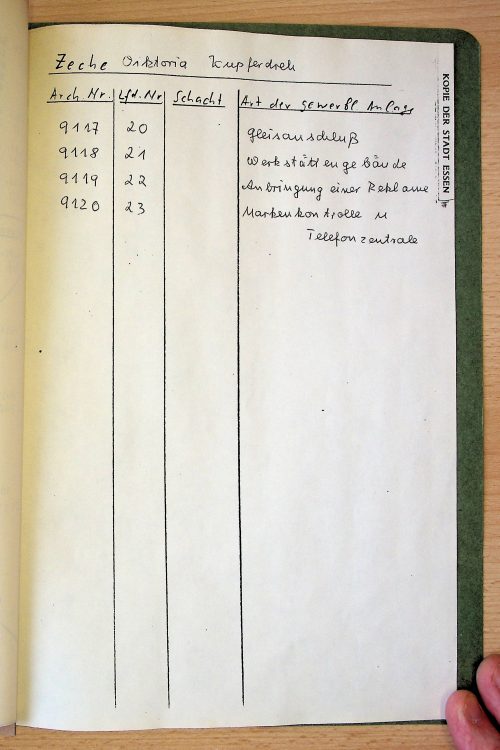 Zeche Viktoria Kupferdreh
Arch. Nr. Lfd. Nr Schacht Art der gewerbl Anlage
9117 20 Gleisanschluß
9118 21 Werkstättengebäude
9119 22 Anbringung einer Reklame
9120 23 Markenkontrolle u
Telefonzentrale
KOPIE DER STADT ESSEN